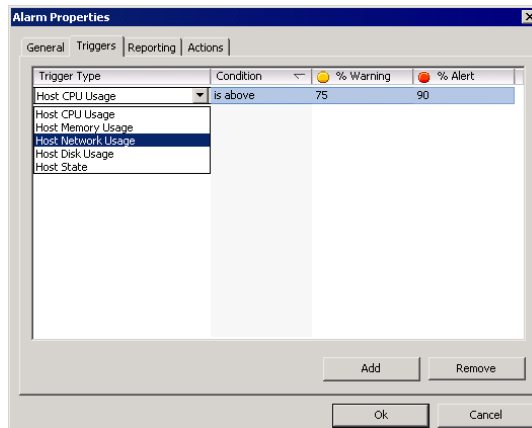 Alarm Properties
General Triggers Reporting Actions
Trigger Type Condition % Warning % Alert
Host CPU Usage is above 75 90
Host CPU Usage
Host Memory Usage
Host Network Usage
Host Disk Usage
Host State
Add Remove
Ok Cancel